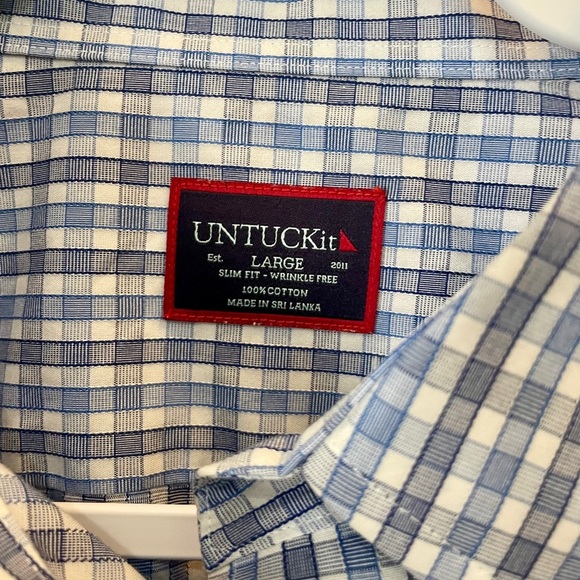 UNTUCKit
Est. LARGE 2011
SLIM FIT - WRINKLE FREE
100% COTTON
MADE IN SRI LANKA